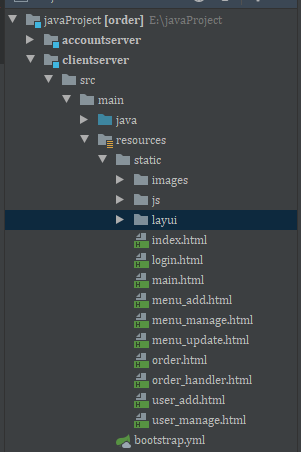 javaProject [order] E:\javaProject
accountserver
clientserver
src
main
java
resources
static
images
js
layui
index.html
login.html
main.html
menu_add.html
menu_manage.html
menu_update.html
order.html
order_handler.html
user_add.html
user_manage.html
bootstrap.yml